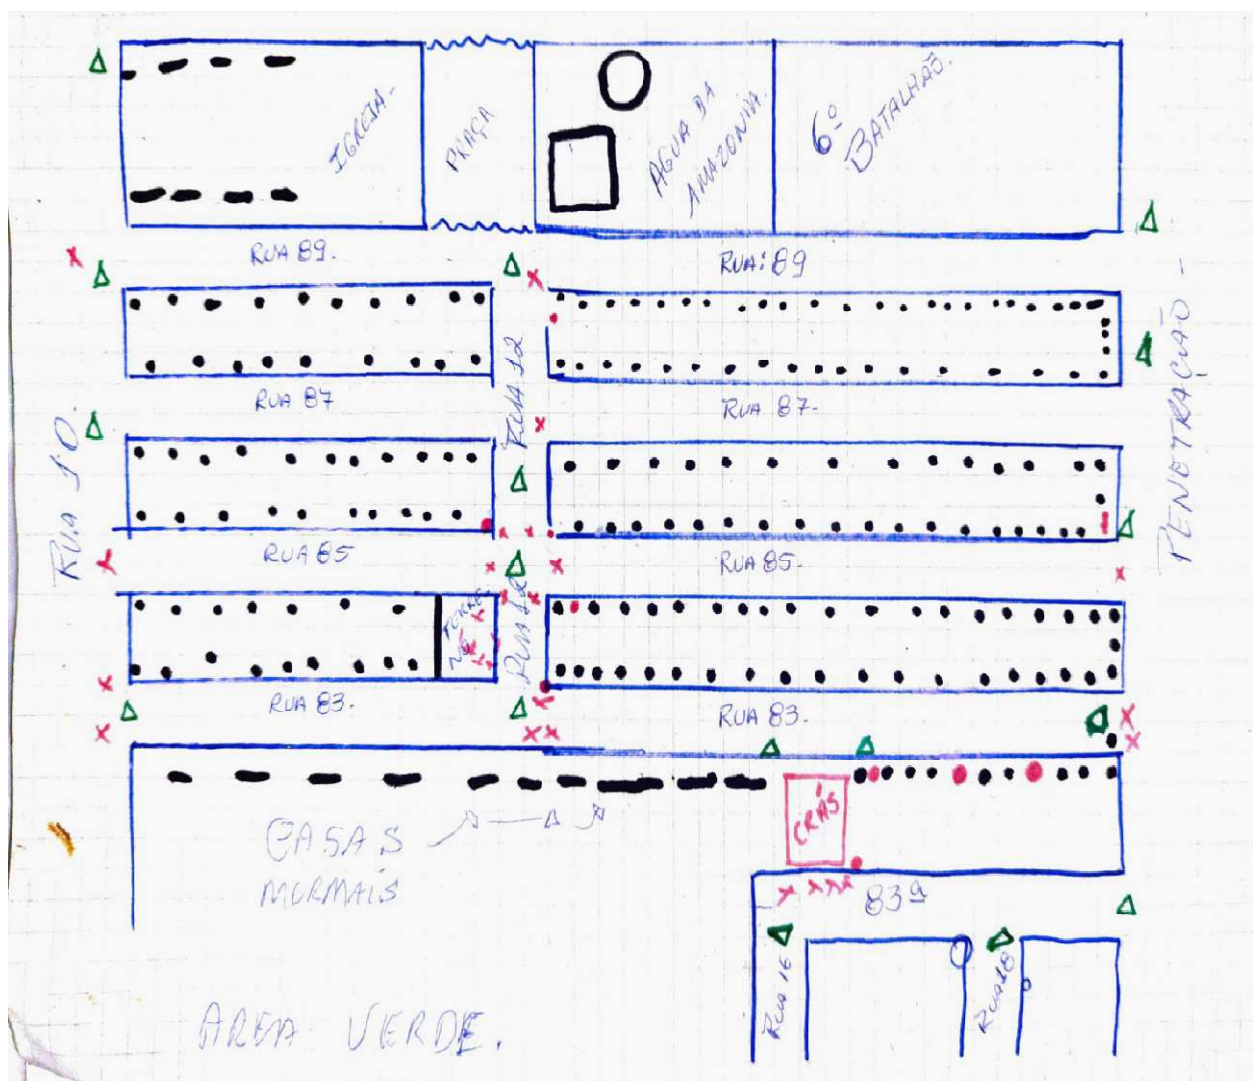 IGREJA-
PRAÇA
AGUA DA
AMAZONIA.
6º
BATALHÃO.
RUA 89.
RUA: 89
RUA 12
RUA 87
RUA 87.
RUA 10.
PENETRAÇÃO -
RUA 85
RUA 85.
TORRE
RUA 12
RUA 83.
RUA 83.
CRÁS
CASAS
MURMAIS
83ª
RUA 16
RUA 18
AREA VERDE.